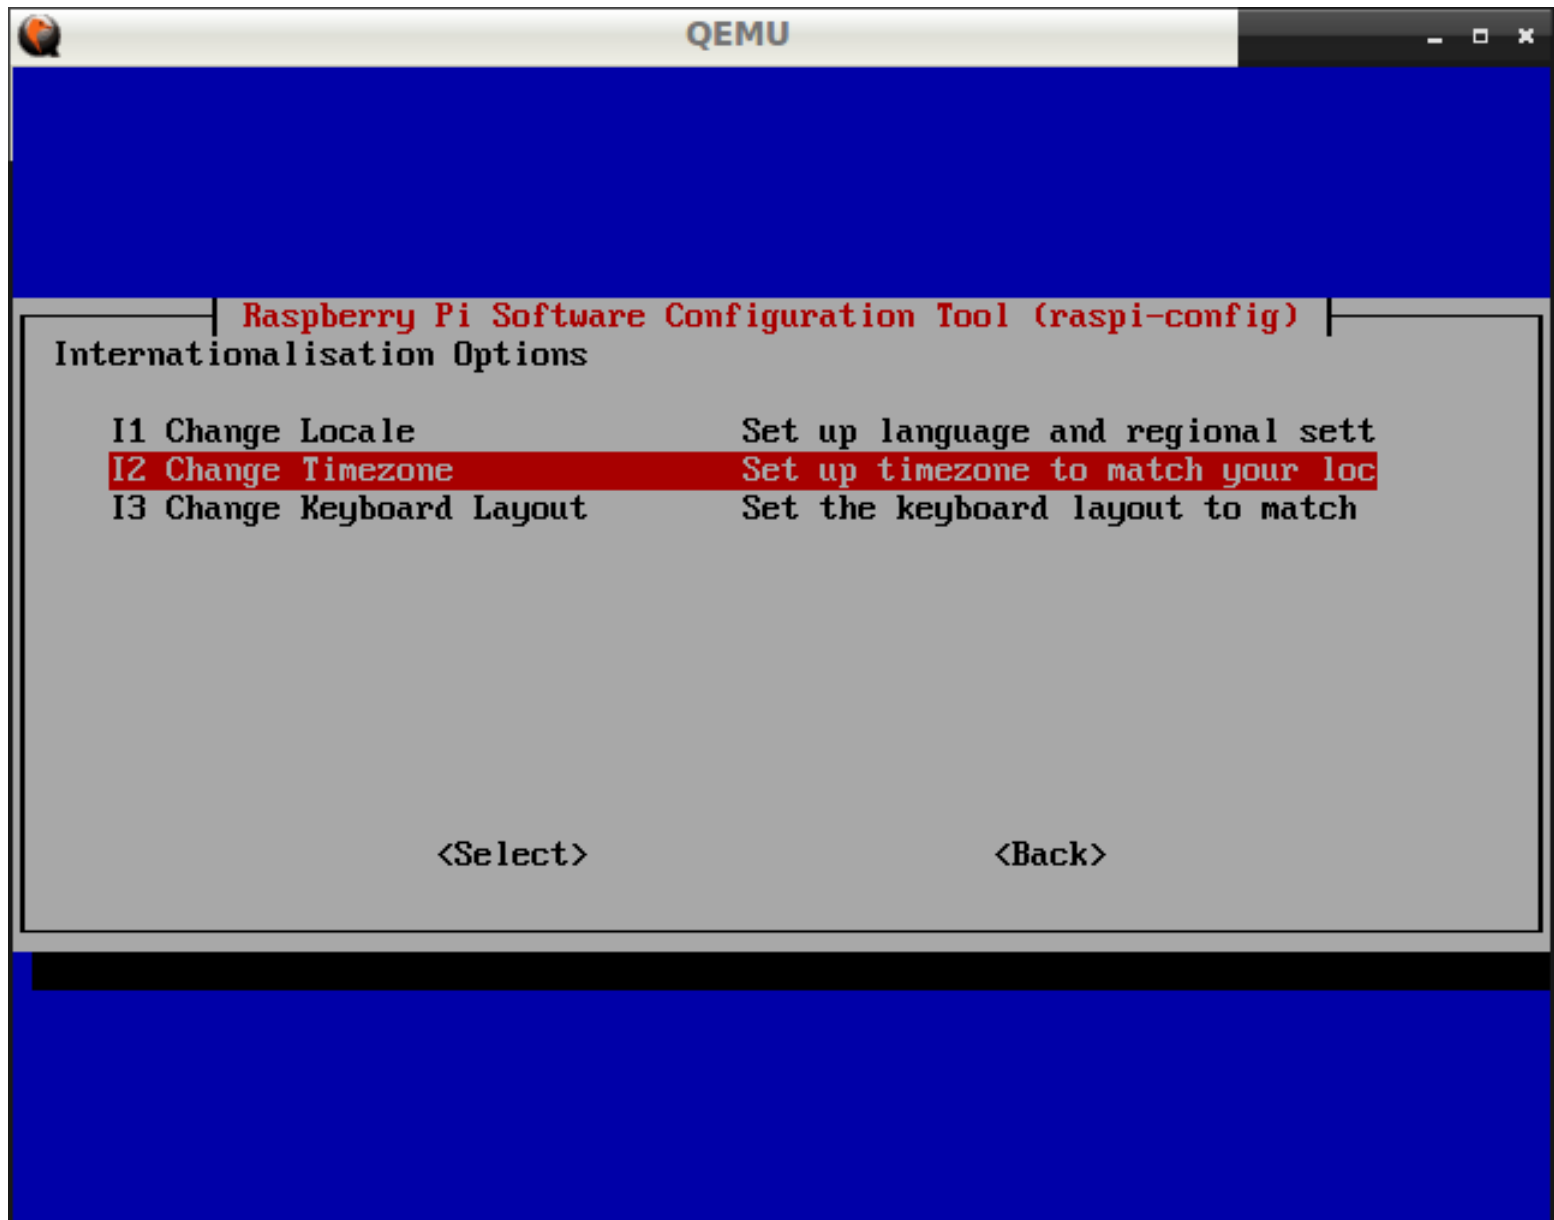 QEMU
Raspberry Pi Software Configuration Tool (raspi-config)
Internationalisation Options
I1 Change Locale Set up language and regional sett
I2 Change Timezone Set up timezone to match your loc
I3 Change Keyboard Layout Set the keyboard layout to match
<Select> <Back>